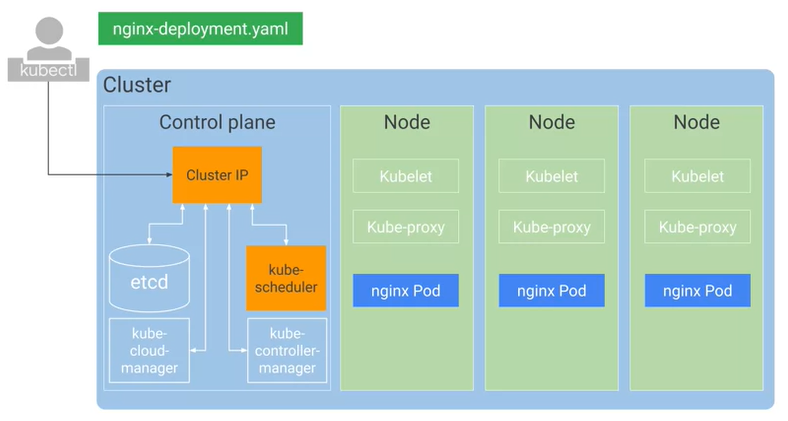 nginx-deployment.yaml
kubectl
Cluster
Control plane
Cluster IP
etcd
kube-
scheduler
kube-
cloud-
manager
kube-
controller-
manager
Node
Kubelet
Kube-proxy
nginx Pod
Node
Kubelet
Kube-proxy
nginx Pod
Node
Kubelet
Kube-proxy
nginx Pod